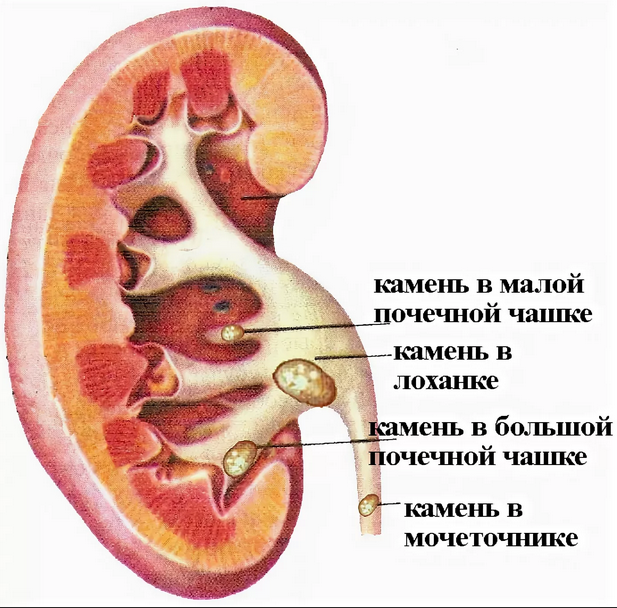 камень в малой
почечной чашке
камень в
лоханке
камень в большой
почечной чашке
камень в
мочеточнике